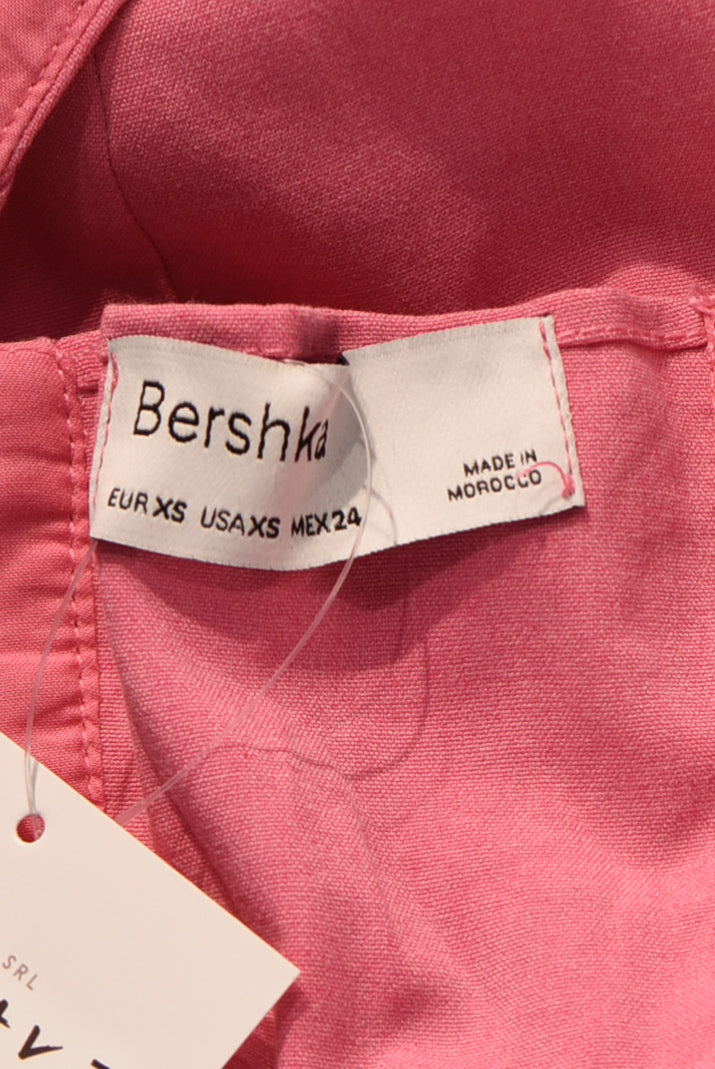 Bershka
EUR XS USA XS MEX 24
MADE IN
MOROCCO
SRL